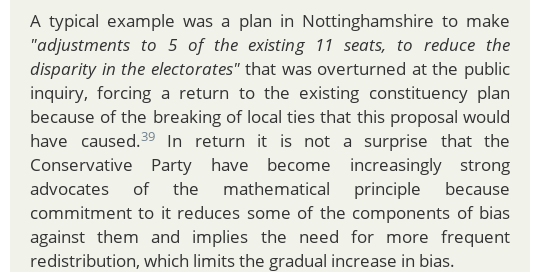 A typical example was a plan in Nottinghamshire to make
"adjustments to 5 of the existing 11 seats, to reduce the
disparity in the electorates" that was overturned at the public
inquiry, forcing a return to the existing constituency plan
because of the breaking of local ties that this proposal would
have caused.39 In return it is not a surprise that the
Conservative Party have become increasingly strong
advocates of the mathematical principle because
commitment to it reduces some of the components of bias
against them and implies the need for more frequent
redistribution, which limits the gradual increase in bias.